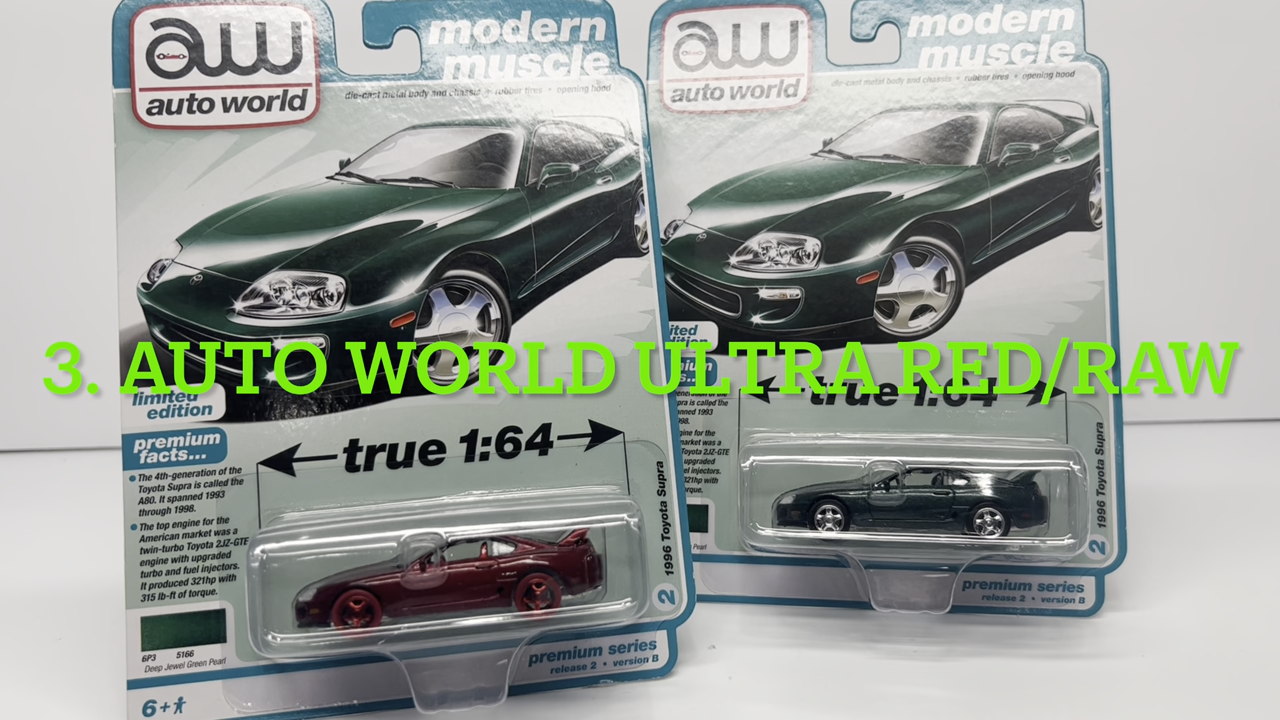 aw
auto world
modern
muscle
die-cast metal body and chassis • rubber tires • opening hood
limited
edition
premium
facts...
• The 4th-generation of the
Toyota Supra is called the
A80. It spanned 1993
through 1998.
• The top engine for the
American market was a
twin-turbo Toyota 2JZ-GTE
engine with upgraded
turbo and fuel injectors.
It produced 321hp with
315 lb-ft of torque.
6P3 5166
Deep Jewel Green Pearl
6+
true 1:64
1996 Toyota Supra
2
premium series
release 2 • version B
aw
auto world
modern
muscle
die-cast metal body and chassis • rubber tires • opening hood
true 1:64
1996 Toyota Supra
2
premium series
release 2 • version B
3. AUTO WORLD ULTRA RED/RAW